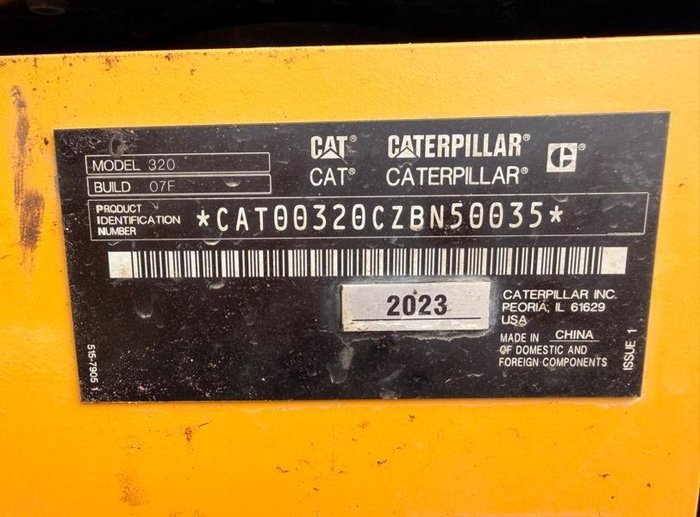 CAT® CATERPILLAR®
CAT® CATERPILLAR®
MODEL 320
BUILD 07F
PRODUCT IDENTIFICATION NUMBER *CAT00320CZBN50035*
2023
CATERPILLAR INC.
PEORIA, IL 61629
USA
MADE IN CHINA
OF DOMESTIC AND
FOREIGN COMPONENTS
515-7905 1
ISSUE 1